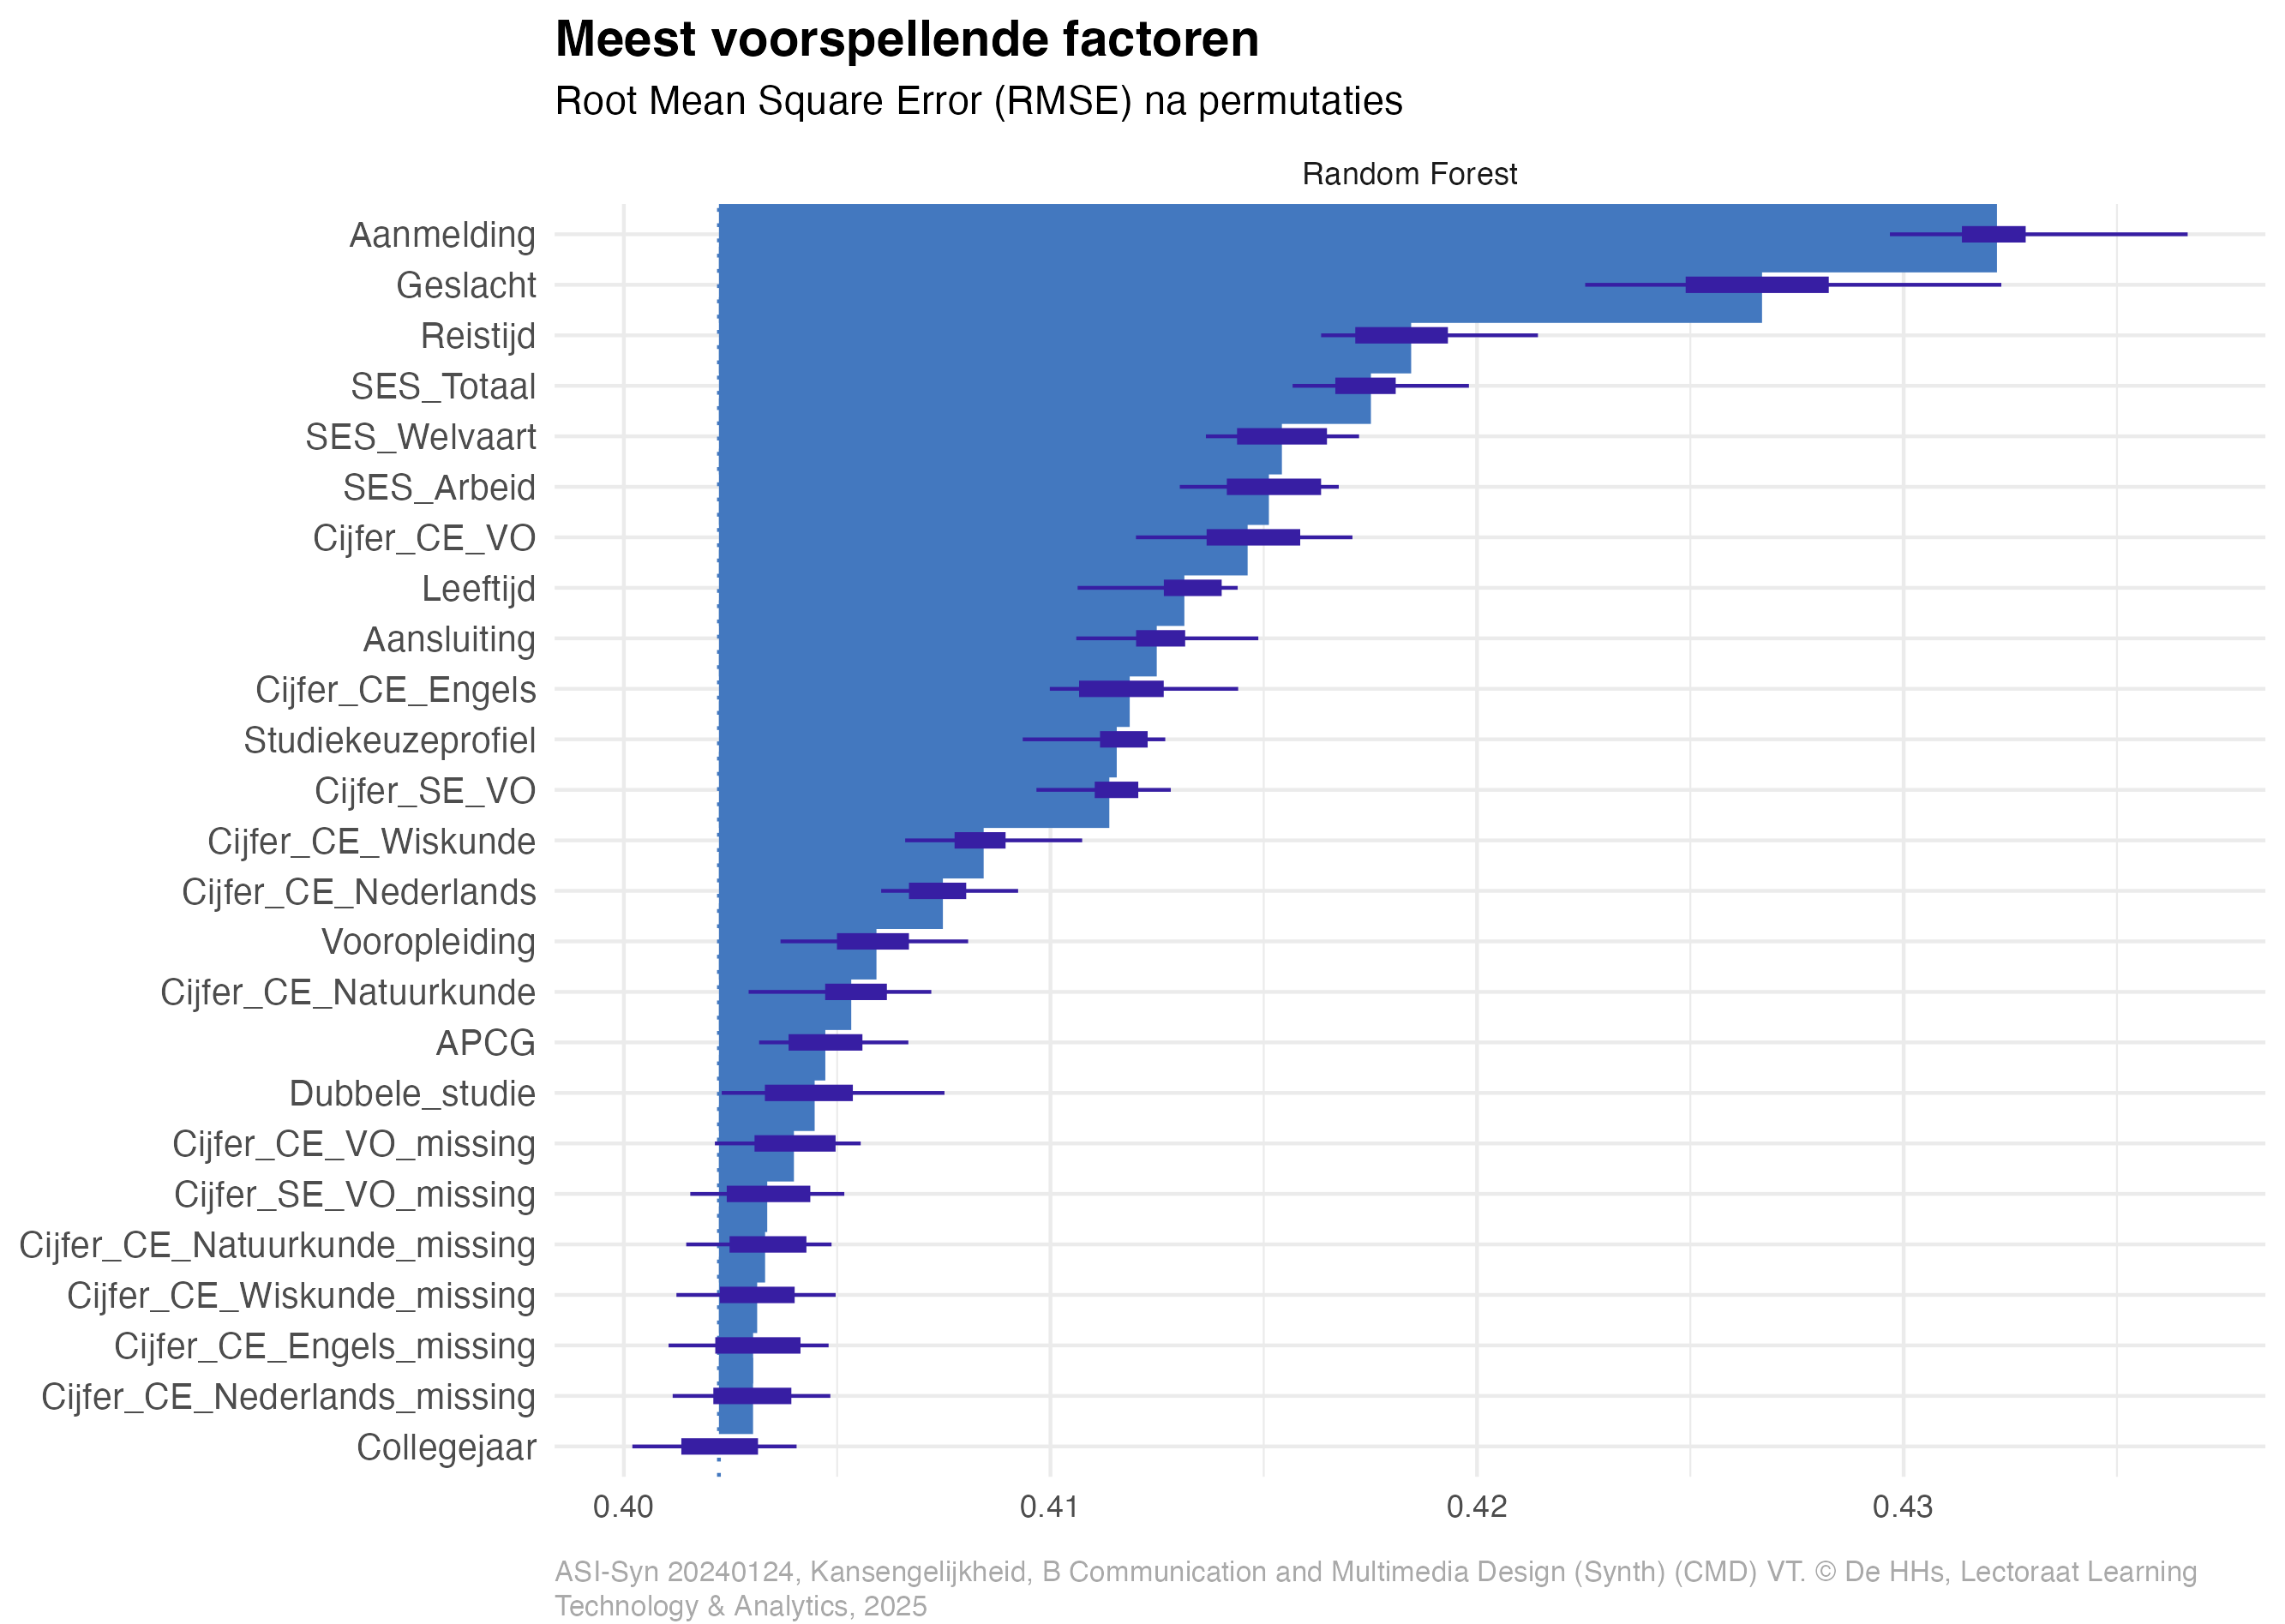 Meest voorspellende factoren
Root Mean Square Error (RMSE) na permutaties
Random Forest
Aanmelding
Geslacht
Reistijd
SES_Totaal
SES_Welvaart
SES_Arbeid
Cijfer_CE_VO
Leeftijd
Aansluiting
Cijfer_CE_Engels
Studiekeuzeprofiel
Cijfer_SE_VO
Cijfer_CE_Wiskunde
Cijfer_CE_Nederlands
Vooropleiding
Cijfer_CE_Natuurkunde
APCG
Dubbele_studie
Cijfer_CE_VO_missing
Cijfer_SE_VO_missing
Cijfer_CE_Natuurkunde_missing
Cijfer_CE_Wiskunde_missing
Cijfer_CE_Engels_missing
Cijfer_CE_Nederlands_missing
Collegejaar
0.40 0.41 0.42 0.43
ASI-Syn 20240124, Kansengelijkheid, B Communication and Multimedia Design (Synth) (CMD) VT. © De HHs, Lectoraat Learning
Technology & Analytics, 2025